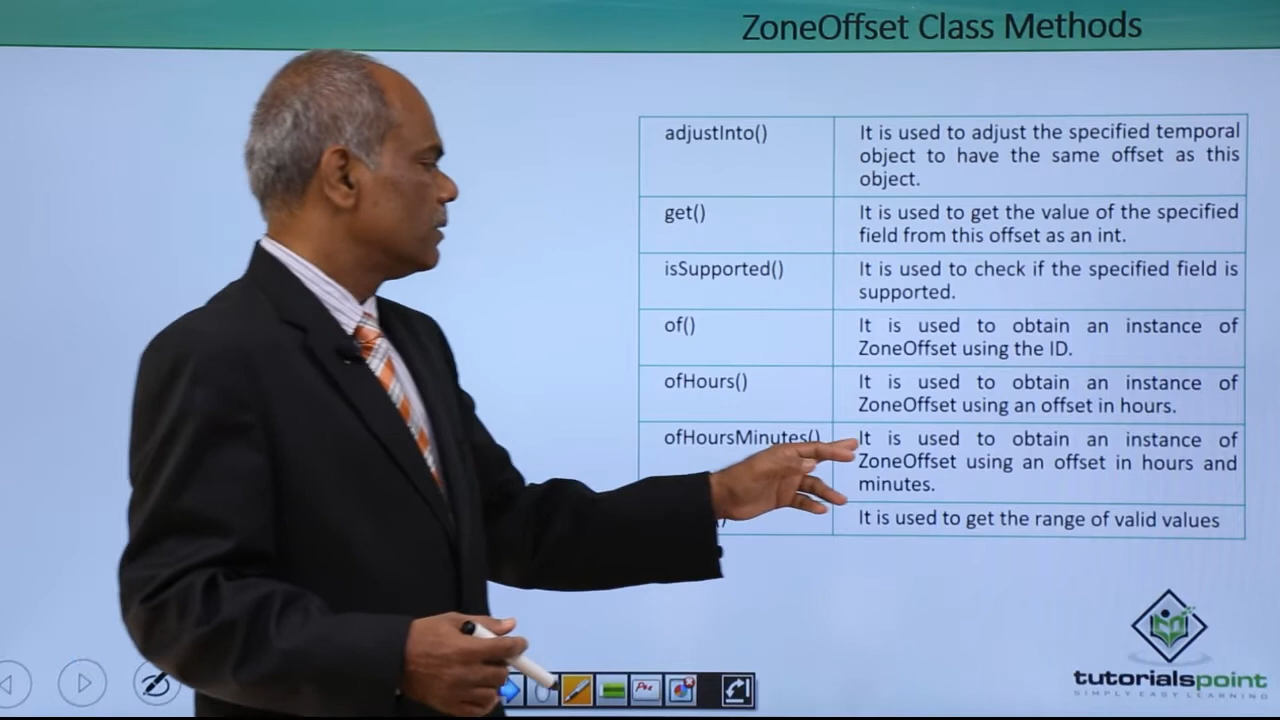 ZoneOffset Class Methods
adjustInto()
It is used to adjust the specified temporal
object to have the same offset as this
object.
get()
It is used to get the value of the specified
field from this offset as an int.
isSupported()
It is used to check if the specified field is
supported.
of()
It is used to obtain an instance of
ZoneOffset using the ID.
ofHours()
It is used to obtain an instance of
ZoneOffset using an offset in hours.
ofHoursMinutes()
It is used to obtain an instance of
ZoneOffset using an offset in hours and
minutes.
It is used to get the range of valid values
tutorialspoint
SIMPLY EASY LEARNING